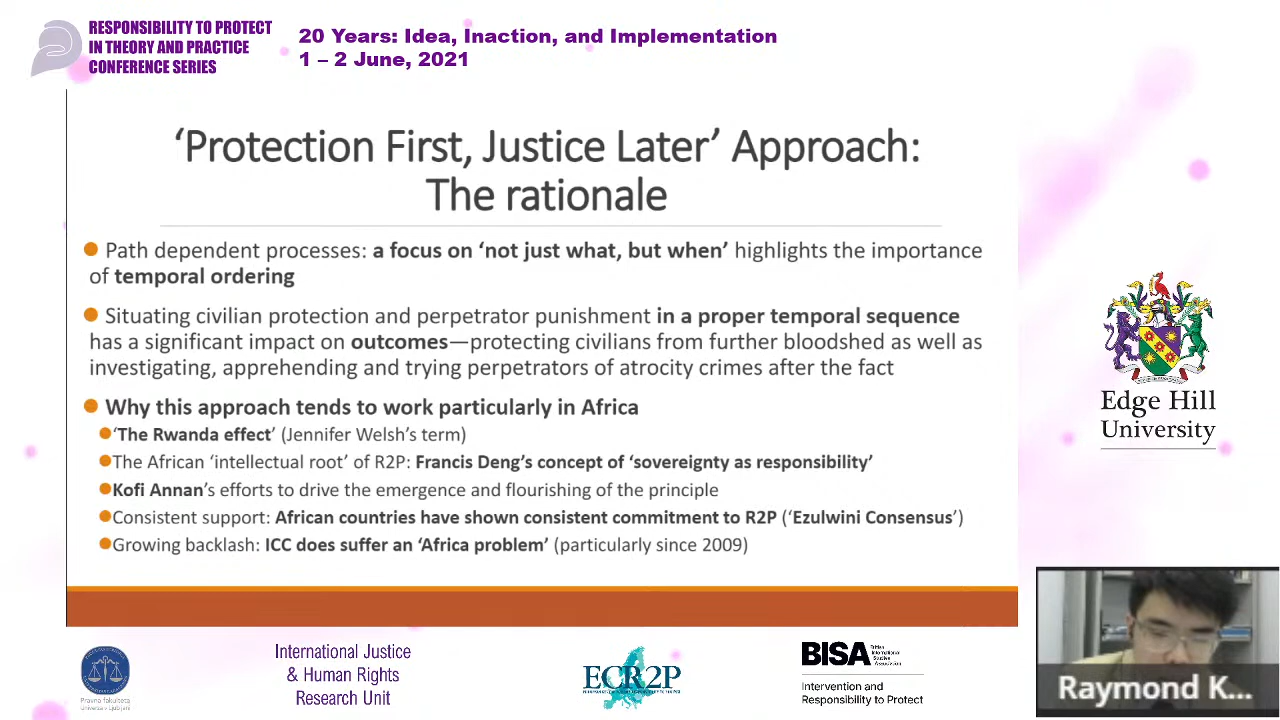 RESPONSIBILITY TO PROTECT
IN THEORY AND PRACTICE
CONFERENCE SERIES
20 Years: Idea, Inaction, and Implementation
1 – 2 June, 2021
‘Protection First, Justice Later’ Approach:
The rationale
Path dependent processes: a focus on ‘not just what, but when’ highlights the importance
of temporal ordering
Situating civilian protection and perpetrator punishment in a proper temporal sequence
has a significant impact on outcomes—protecting civilians from further bloodshed as well as
investigating, apprehending and trying perpetrators of atrocity crimes after the fact
Why this approach tends to work particularly in Africa
‘The Rwanda effect’ (Jennifer Welsh’s term)
The African ‘intellectual root’ of R2P: Francis Deng’s concept of ‘sovereignty as responsibility’
Kofi Annan’s efforts to drive the emergence and flourishing of the principle
Consistent support: African countries have shown consistent commitment to R2P (‘Ezulwini Consensus’)
Growing backlash: ICC does suffer an ‘Africa problem’ (particularly since 2009)
Edge Hill
University
Raymond K...
Pravna fakulteta
International Justice
& Human Rights
Research Unit
ECR2P
BISA
British
International
Studies
Association
Intervention and
Responsibility to Protect